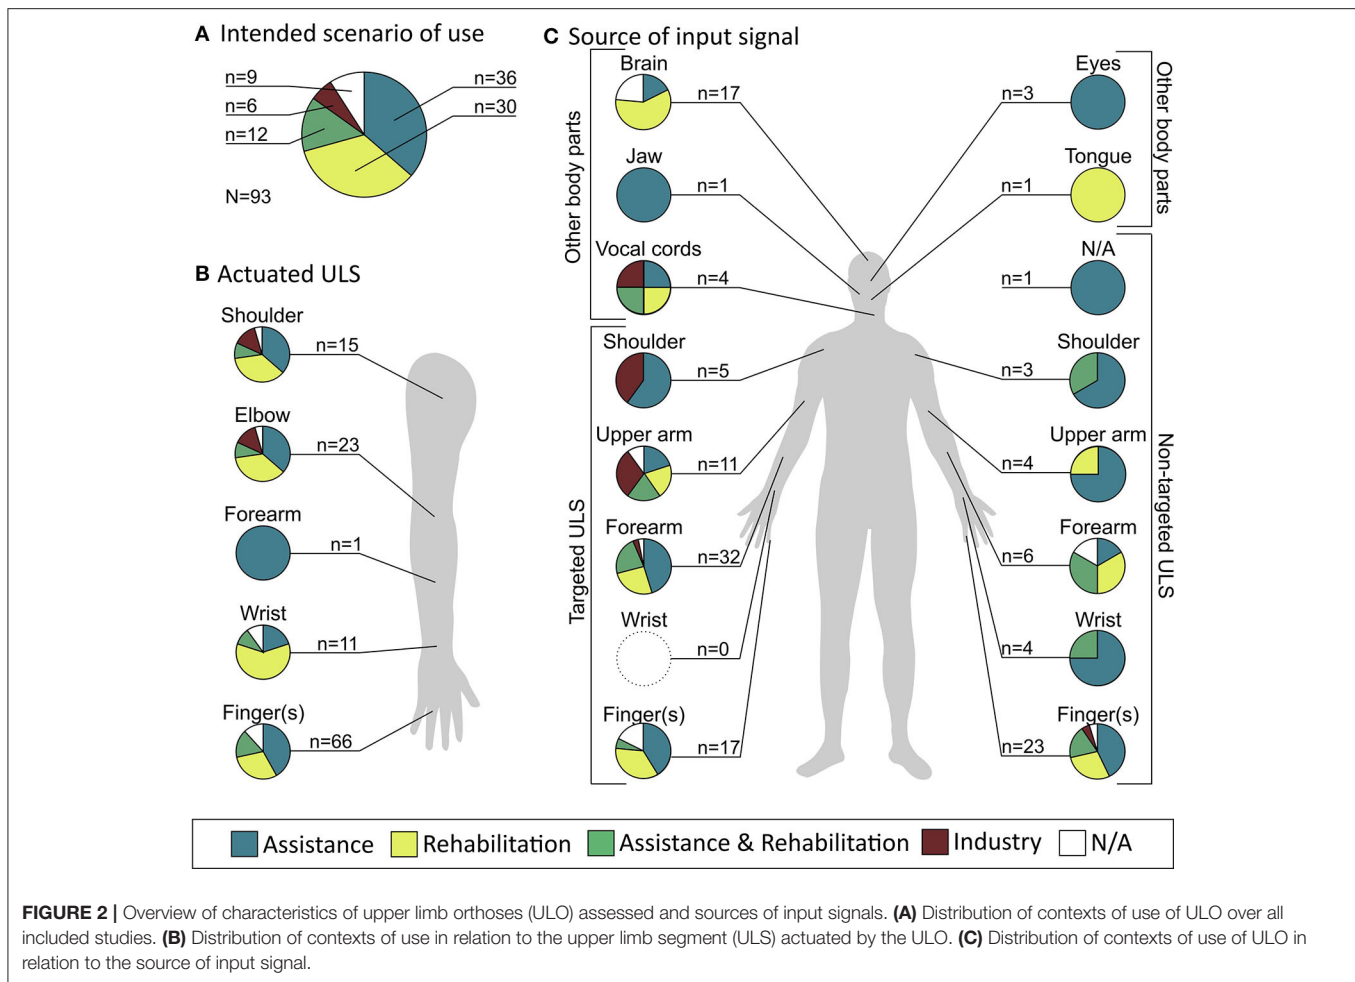 A Intended scenario of use
n=9
n=6
n=12
n=36
n=30
N=93
B Actuated ULS
Shoulder
n=15
Elbow
n=23
Forearm
n=1
Wrist
n=11
Finger(s)
n=66
C Source of input signal
Other body parts
Brain
n=17
Jaw
n=1
Vocal cords
n=4
Targeted ULS
Shoulder
n=5
Upper arm
n=11
Forearm
n=32
Wrist
n=0
Finger(s)
n=17
Other body parts
Eyes
n=3
Tongue
n=1
Non-targeted ULS
N/A
n=1
Shoulder
n=3
Upper arm
n=4
Forearm
n=6
Wrist
n=4
Finger(s)
n=23
Assistance Rehabilitation Assistance & Rehabilitation Industry N/A
FIGURE 2 | Overview of characteristics of upper limb orthoses (ULO) assessed and sources of input signals. (A) Distribution of contexts of use of ULO over all
included studies. (B) Distribution of contexts of use in relation to the upper limb segment (ULS) actuated by the ULO. (C) Distribution of contexts of use of ULO in
relation to the source of input signal.